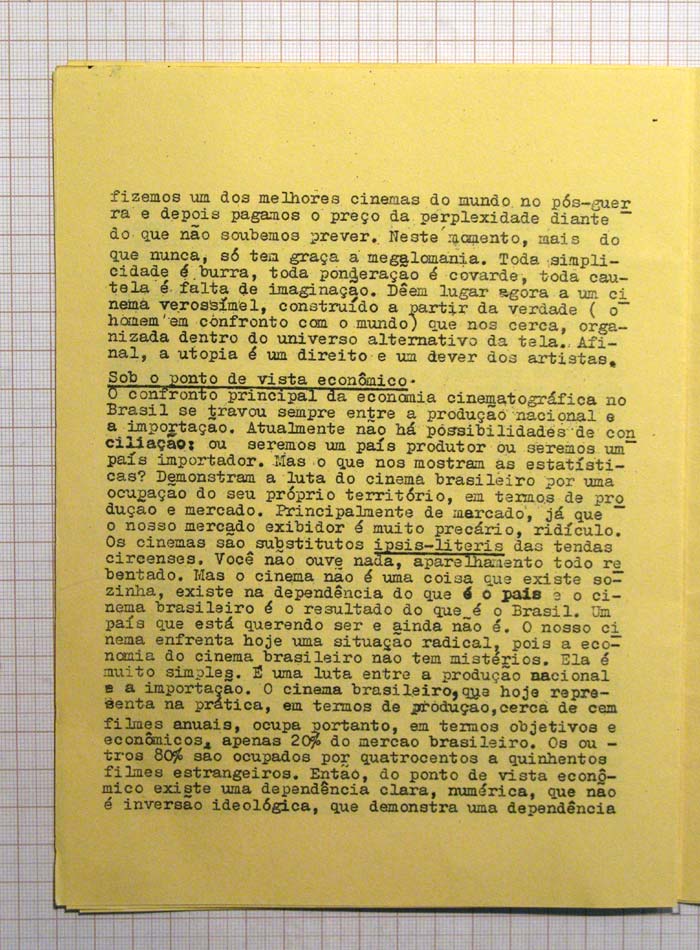 fizemos um dos melhores cinemas do mundo no pós-guer
ra e depois pagamos o preço da perplexidade diante
do que não soubemos prever. Neste momento, mais do
que nunca, só tem graça a megalomania. Toda simpli-
cidade é burra, toda ponderação é covarde, toda cau-
tela é falta de imaginação. Dêem lugar agora a um ci
nema verossímel, construído a partir da verdade ( o
homem em confronto com o mundo) que nos cerca, orga-
nizada dentro do universo alternativo da tela. Afi-
nal, a utopia é um direito e um dever dos artistas.
Sob o ponto de vista econômico.
O confronto principal da economia cinematográfica no
Brasil se travou sempre entre a produção nacional e
a importação. Atualmente não há possibilidades de con
ciliação: ou seremos um país produtor ou seremos um
país importador. Mas o que nos mostram as estatísti-
cas? Demonstram a luta do cinema brasileiro por uma
ocupação do seu próprio território, em termos de pro
dução e mercado. Principalmente de mercado, já que
o nosso mercado exibidor é muito precário, ridículo.
Os cinemas são substitutos ipsis-literis das tendas
circenses. Você não ouve nada, aparelhamento todo re
bentado. Mas o cinema não é uma coisa que existe so-
zinha, existe na dependência do que é o país e o ci-
nema brasileiro é o resultado do que é o Brasil. Um
país que está querendo ser e ainda não é. O nosso ci
nema enfrenta hoje uma situação radical, pois a eco-
nomia do cinema brasileiro não tem mistérios. Ela é
muito simples. É uma luta entre a produção nacional
e a importação. O cinema brasileiro,que hoje repre-
senta na prática, em termos de produção,cerca de cem
filmes anuais, ocupa portanto, em termos objetivos e
econômicos, apenas 20% do mercao brasileiro. Os ou -
tros 80% são ocupados por quatrocentos a quinhentos
filmes estrangeiros. Então, do ponto de vista econô-
mico existe uma dependência clara, numérica, que não
é inversão ideológica, que demonstra uma dependência